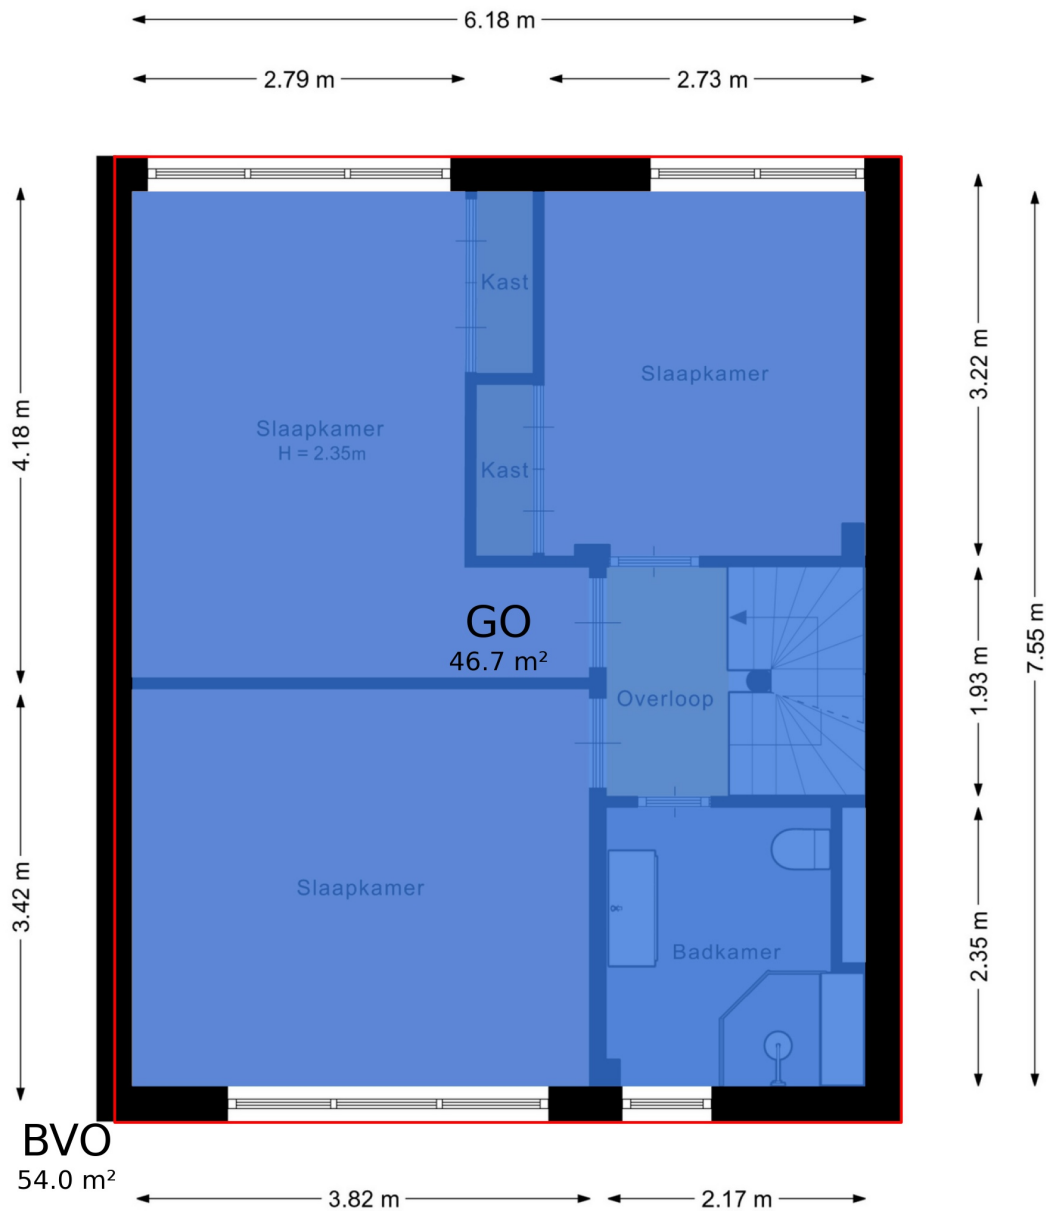 6.18 m
2.79 m
2.73 m
Kast
Slaapkamer
3.22 m
Slaapkamer
H = 2.35m
4.18 m
Kast
GO
46.7 m²
7.55 m
1.93 m
Overloop
Slaapkamer
3.42 m
Badkamer
2.35 m
BVO
54.0 m²
3.82 m
2.17 m